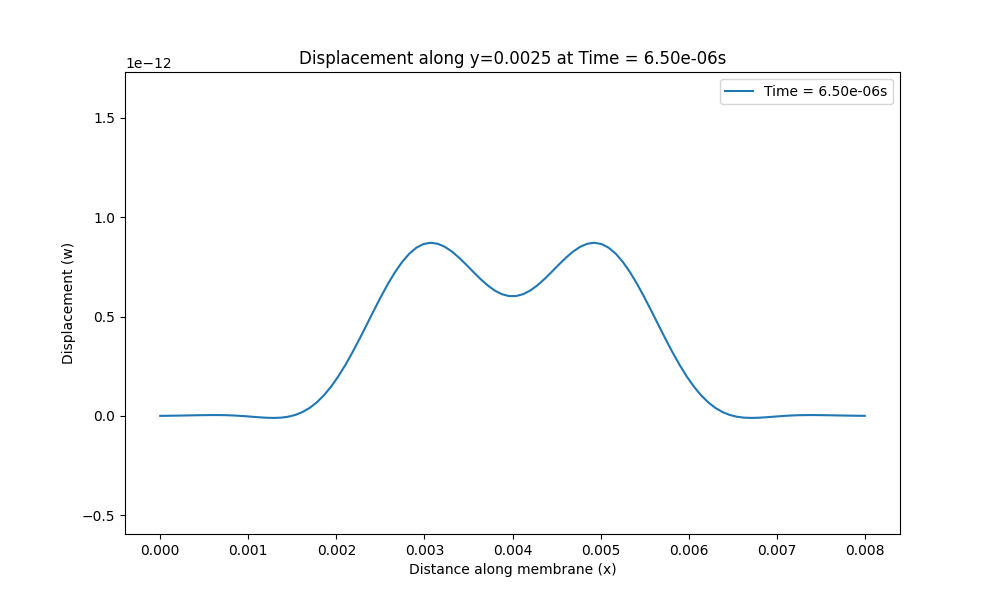 Displacement along y=0.0025 at Time = 6.50e-06s
1e−12
Time = 6.50e-06s
1.5
1.0
0.5
0.0
−0.5
Displacement (w)
0.000 0.001 0.002 0.003 0.004 0.005 0.006 0.007 0.008
Distance along membrane (x)